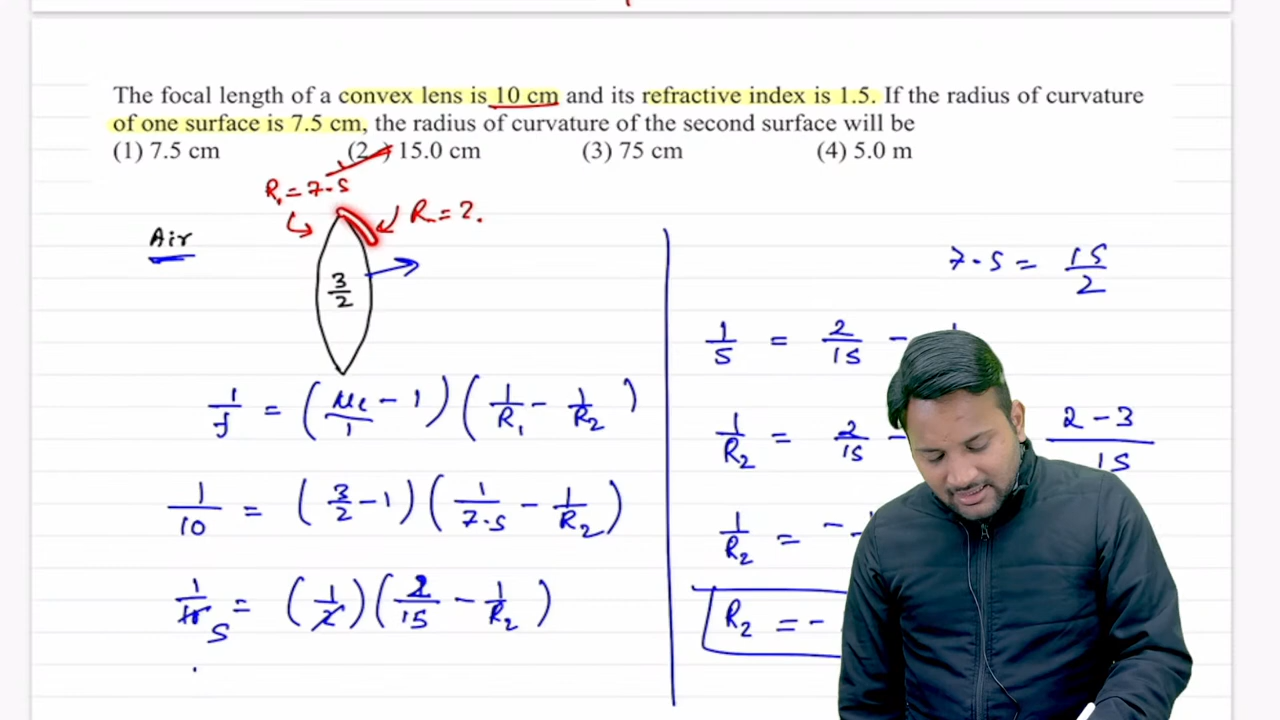 The focal length of a convex lens is 10 cm and its refractive index is 1.5. If the radius of curvature
of one surface is 7.5 cm, the radius of curvature of the second surface will be
(1) 7.5 cm (2 ) 15.0 cm (3) 75 cm (4) 5.0 m
R₁ = 7.5
R = ?.
Air
3/2
1/f = (μL/1 - 1) (1/R₁ - 1/R₂)
1/10 = (3/2 - 1) (1/7.5 - 1/R₂)
1/10 5 = (1/2) (2/15 - 1/R₂)
7.5 = 15/2
1/5 = 2/15 -
1/R₂ = 2/15 - 2 - 3/15
1/R₂ = -
R₂ = -